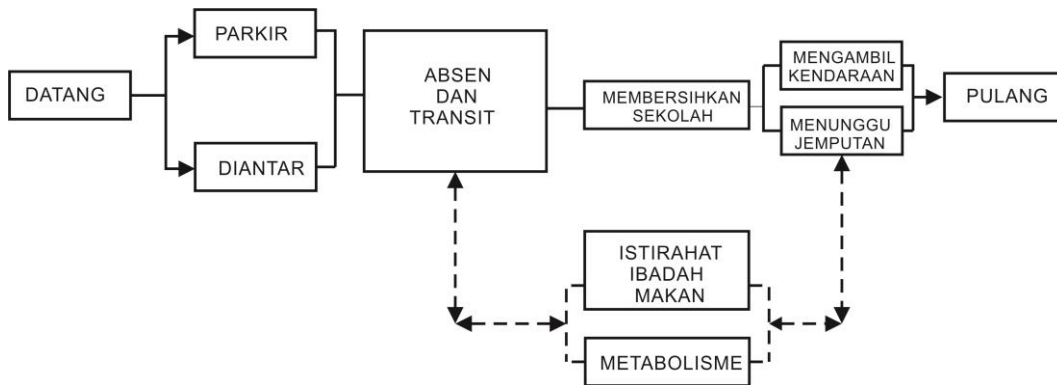 DATANG
PARKIR
DIANTAR
ABSEN
DAN
TRANSIT
MEMBERSIHKAN
SEKOLAH
MENGAMBIL
KENDARAAN
MENUNGGU
JEMPUTAN
PULANG
ISTIRAHAT
IBADAH
MAKAN
METABOLISME